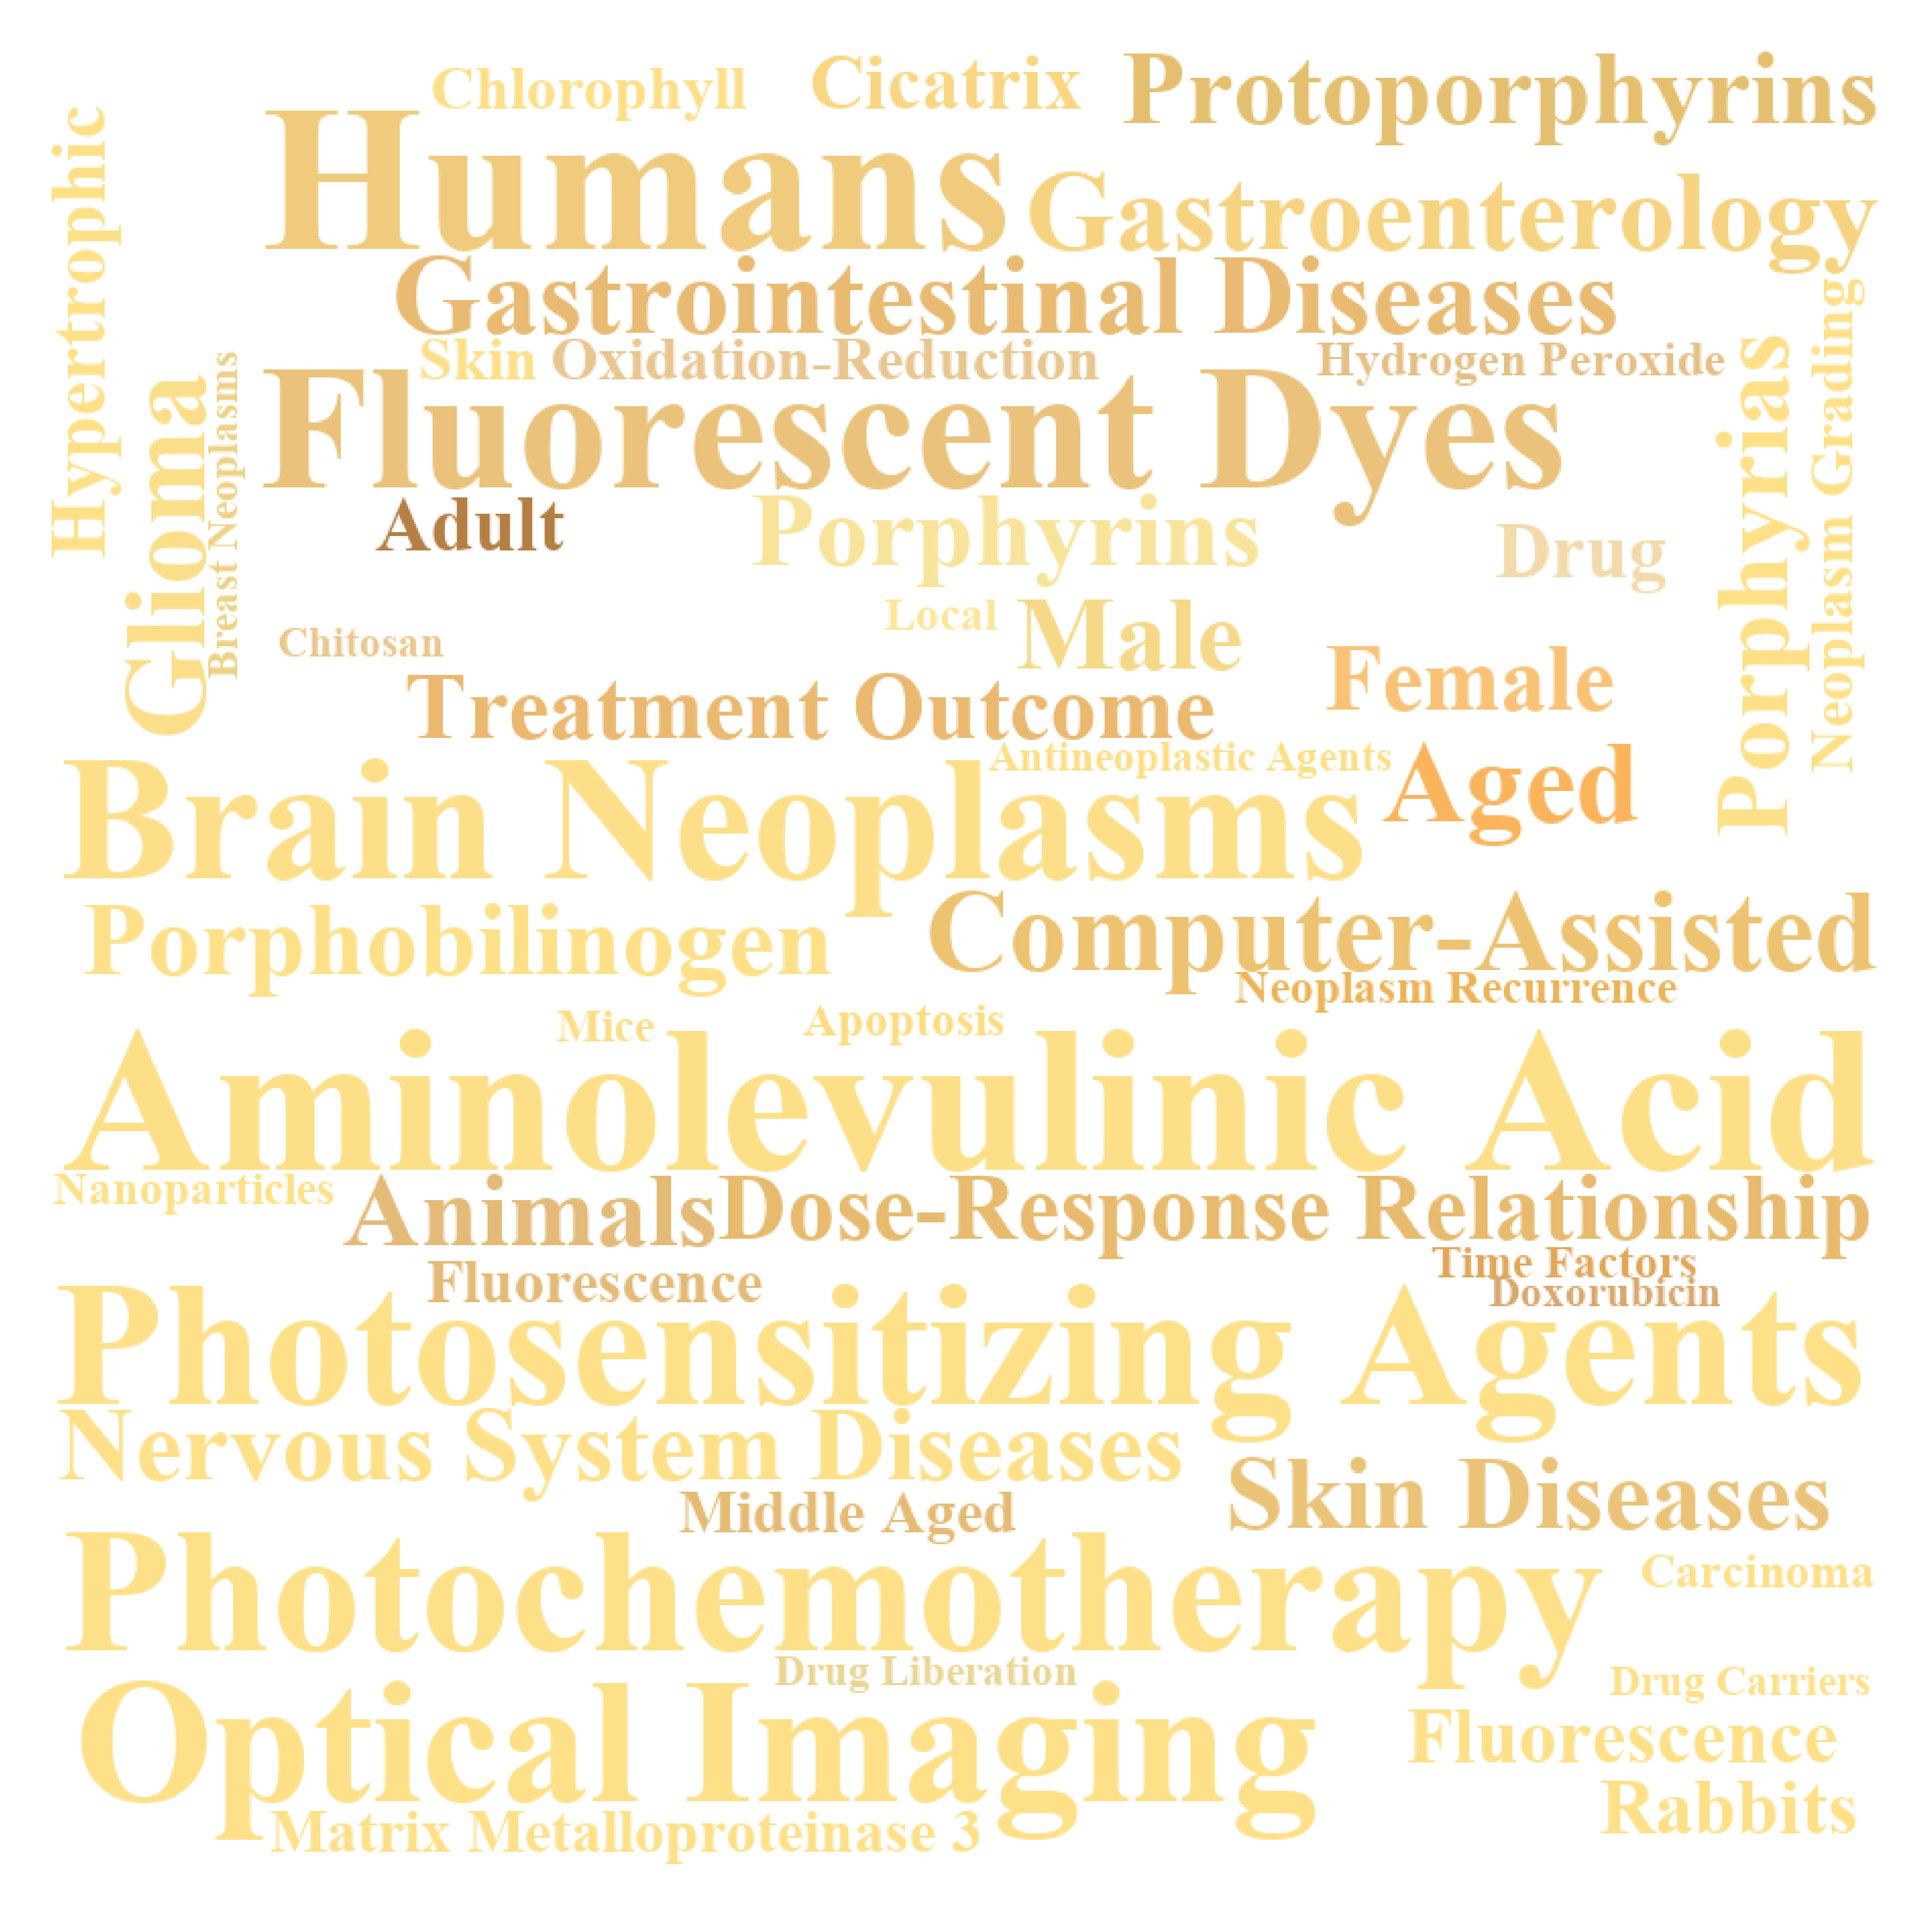 Chlorophyll
Cicatrix
Protoporphyrins
Hypertrophic
Humans
Gastroenterology
Gastrointestinal Diseases
Skin
Oxidation-Reduction
Hydrogen Peroxide
Glioma
Breast Neoplasms
Fluorescent Dyes
Porphyrias
Neoplasm Grading
Adult
Porphyrins
Drug
Local
Male
Chitosan
Female
Treatment Outcome
Antineoplastic Agents
Aged
Brain Neoplasms
Porphobilinogen
Computer-Assisted
Neoplasm Recurrence
Mice
Apoptosis
Aminolevulinic Acid
Nanoparticles
Animals
Dose-Response Relationship
Time Factors
Fluorescence
Doxorubicin
Photosensitizing Agents
Nervous System Diseases
Skin Diseases
Middle Aged
Photochemotherapy
Carcinoma
Drug Liberation
Drug Carriers
Optical Imaging
Fluorescence
Rabbits
Matrix Metalloproteinase 3